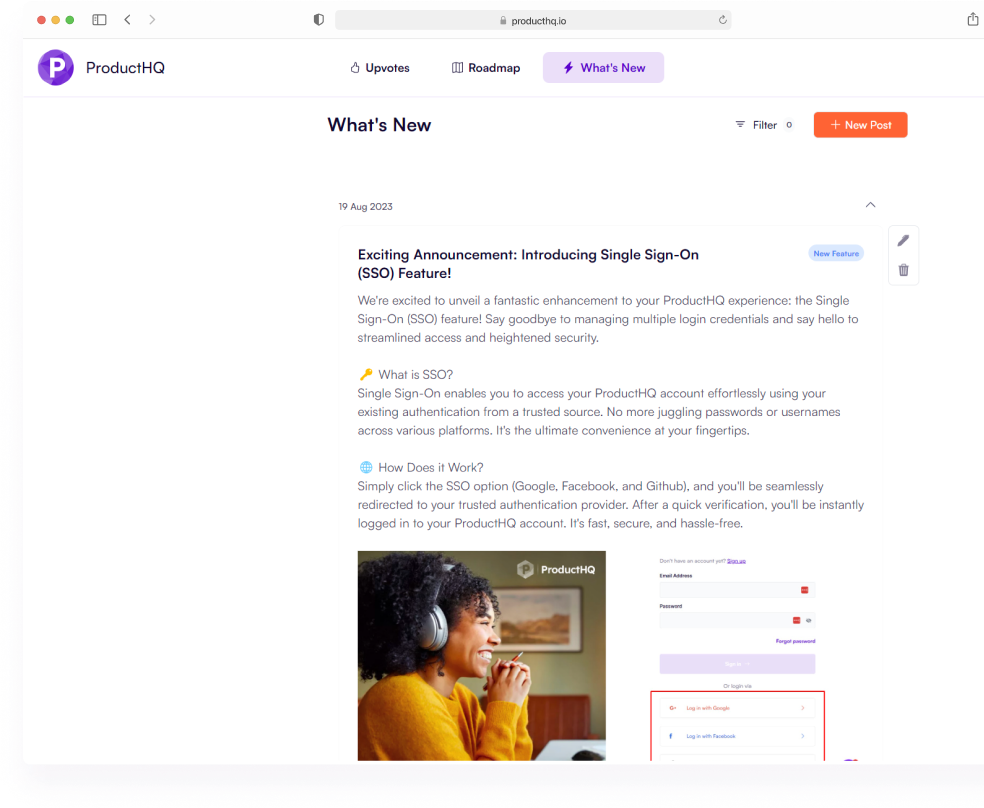 producthq.io
P ProductHQ
Upvotes
Roadmap
What's New
What's New
Filter 0
+ New Post
19 Aug 2023
Exciting Announcement: Introducing Single Sign-On
(SSO) Feature!
New Feature
We're excited to unveil a fantastic enhancement to your ProductHQ experience: the Single
Sign-On (SSO) feature! Say goodbye to managing multiple login credentials and say hello to
streamlined access and heightened security.
🔑 What is SSO?
Single Sign-On enables you to access your ProductHQ account effortlessly using your
existing authentication from a trusted source. No more juggling passwords or usernames
across various platforms. It's the ultimate convenience at your fingertips.
🌐 How Does it Work?
Simply click the SSO option (Google, Facebook, and Github), and you'll be seamlessly
redirected to your trusted authentication provider. After a quick verification, you'll be instantly
logged in to your ProductHQ account. It's fast, secure, and hassle-free.
P ProductHQ
Don't have an account yet? Sign up
Email Address
Password
Forgot password
Sign in
Or login via
G+ Log in with Google
f Log in with Facebook